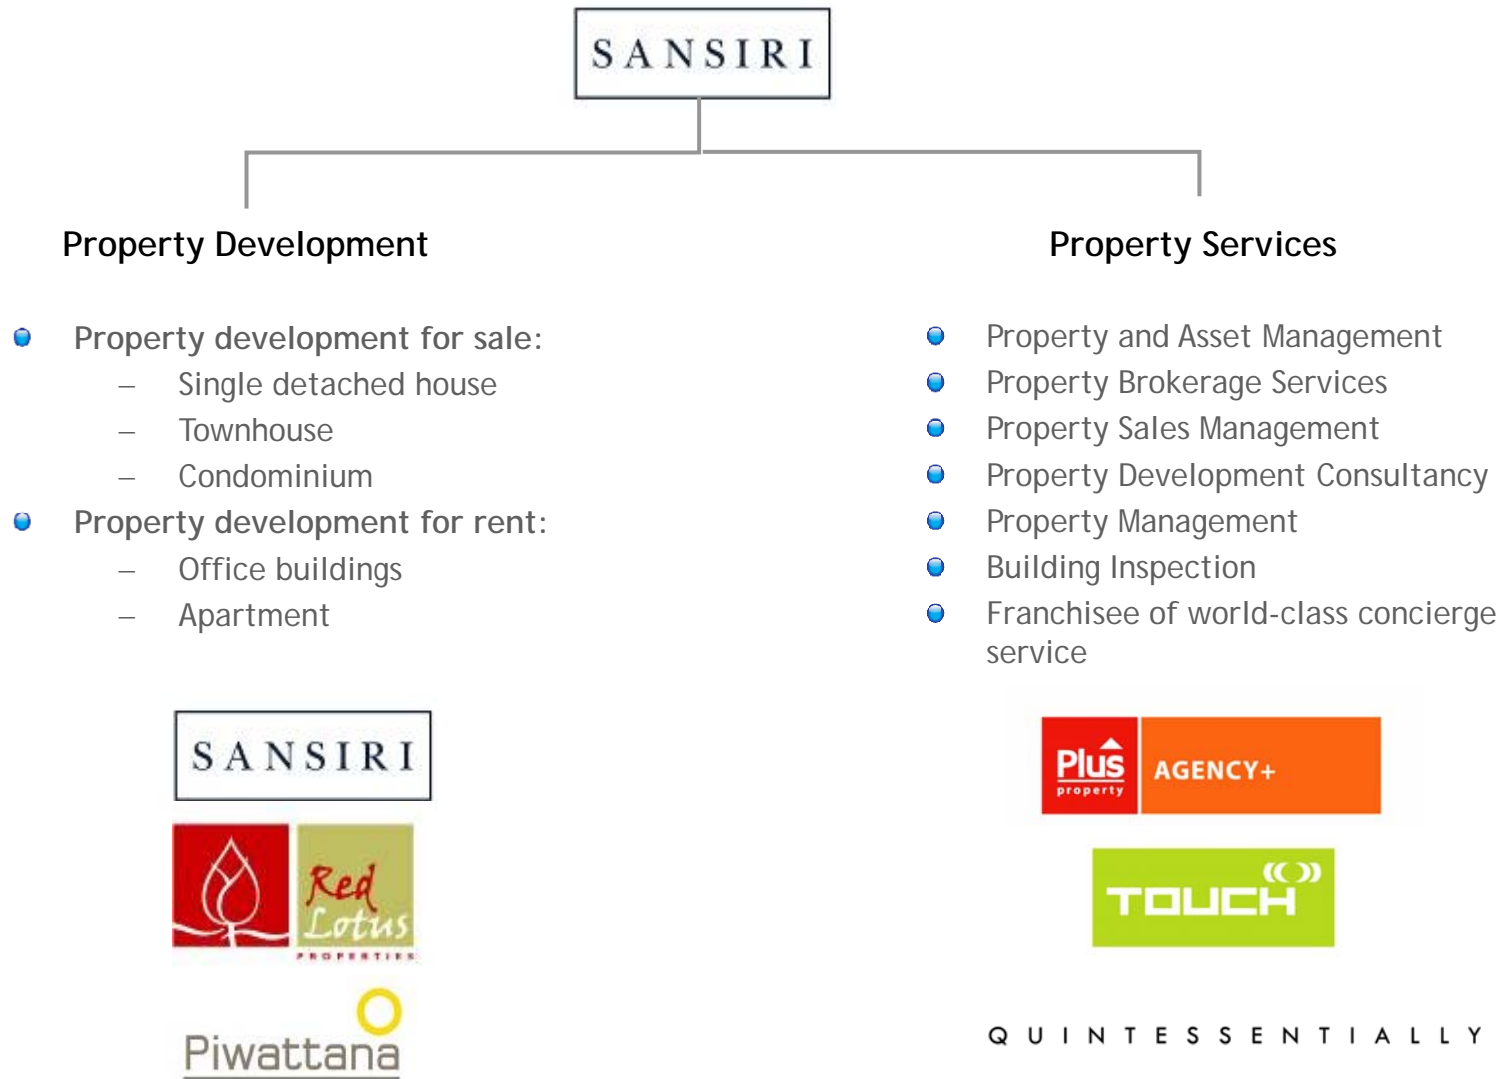 SANSIRI
Property Development
Property development for sale:
– Single detached house
– Townhouse
– Condominium
Property development for rent:
– Office buildings
– Apartment
SANSIRI
Red
Lotus
PROPERTIES
Piwattana
Property Services
Property and Asset Management
Property Brokerage Services
Property Sales Management
Property Development Consultancy
Property Management
Building Inspection
Franchisee of world-class concierge
service
Plus
property
AGENCY+
TOUCH
QUINTESSENTIALLY